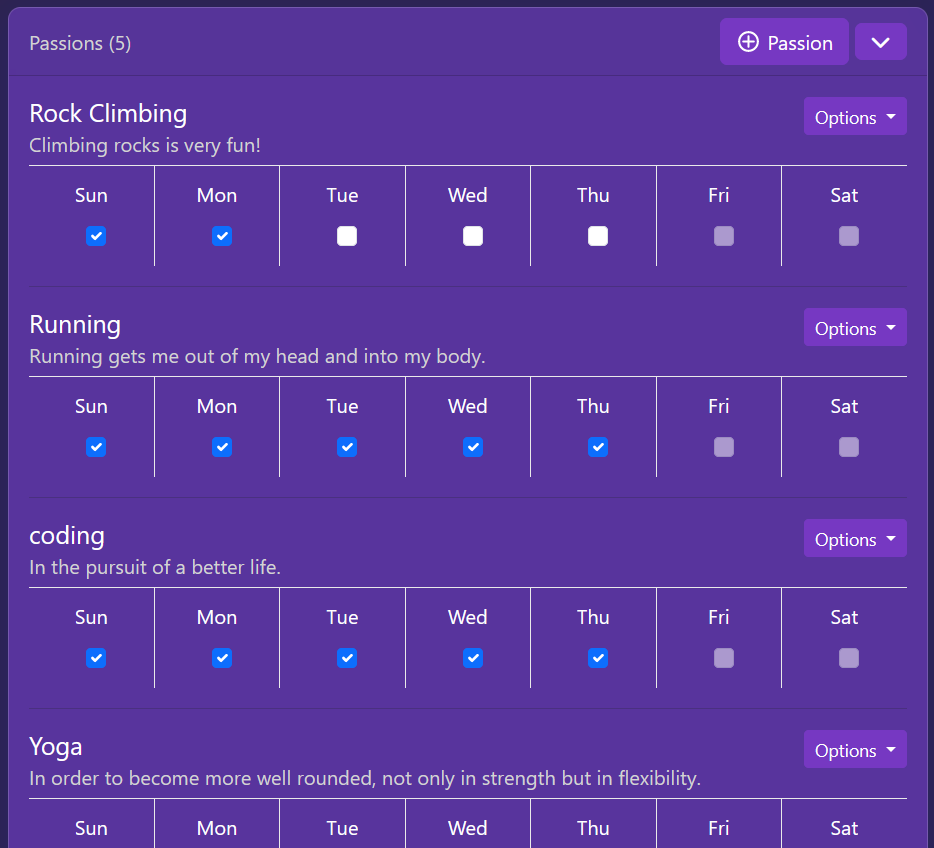 Passions (5)
Passion
Rock Climbing
Options
Climbing rocks is very fun!
Sun Mon Tue Wed Thu Fri Sat
Running
Options
Running gets me out of my head and into my body.
Sun Mon Tue Wed Thu Fri Sat
coding
Options
In the pursuit of a better life.
Sun Mon Tue Wed Thu Fri Sat
Yoga
Options
In order to become more well rounded, not only in strength but in flexibility.
Sun Mon Tue Wed Thu Fri Sat